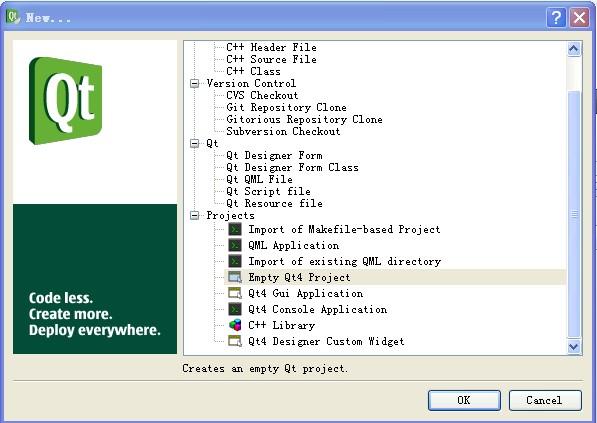 New...
Qt
Code less.
Create more.
Deploy everywhere.
C++ Header File
C++ Source File
C++ Class
Version Control
CVS Checkout
Git Repository Clone
Gitorious Repository Clone
Subversion Checkout
Qt
Qt Designer Form
Qt Designer Form Class
Qt QML File
Qt Script file
Qt Resource file
Projects
Import of Makefile-based Project
QML Application
Import of existing QML directory
Empty Qt4 Project
Qt4 Gui Application
Qt4 Console Application
C++ Library
Qt4 Designer Custom Widget
Creates an empty Qt project.
OK
Cancel